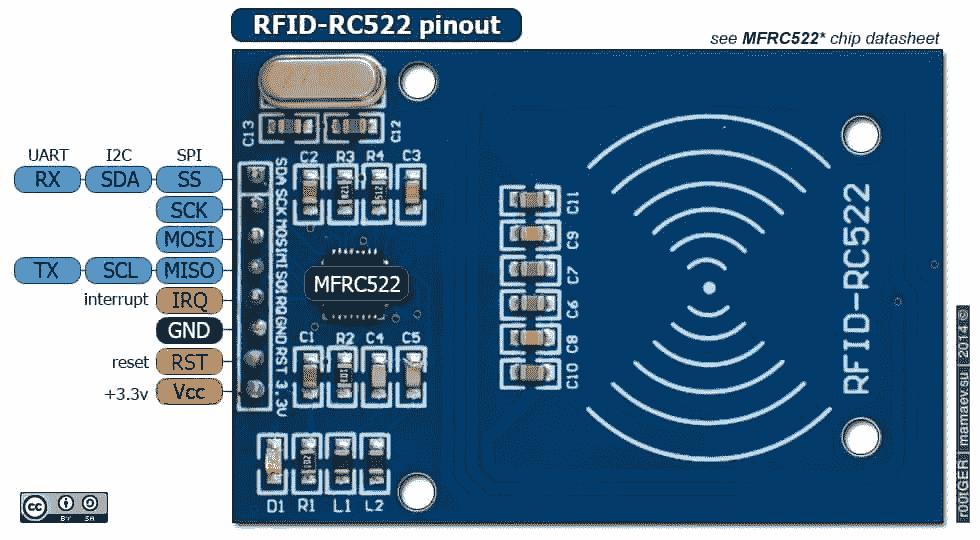 RFID-RC522 pinout
see MFRC522* chip datasheet
UART I2C SPI
RX SDA SS
SCK
MOSI
TX SCL MISO
interrupt IRQ
GND
reset RST
+3.3v Vcc
SDA SCK MOSI MISO IRQ GND RST 3.3V
C13 C12
C2 R3 R4 C3
MFRC522
C1 R2 C4 C5
D1 R1 L1 L2
C11
C9
C7
C6
C8
C10
RFID-RC522
r00tGER | mamaev.su | 2014 ©
cc BY SA